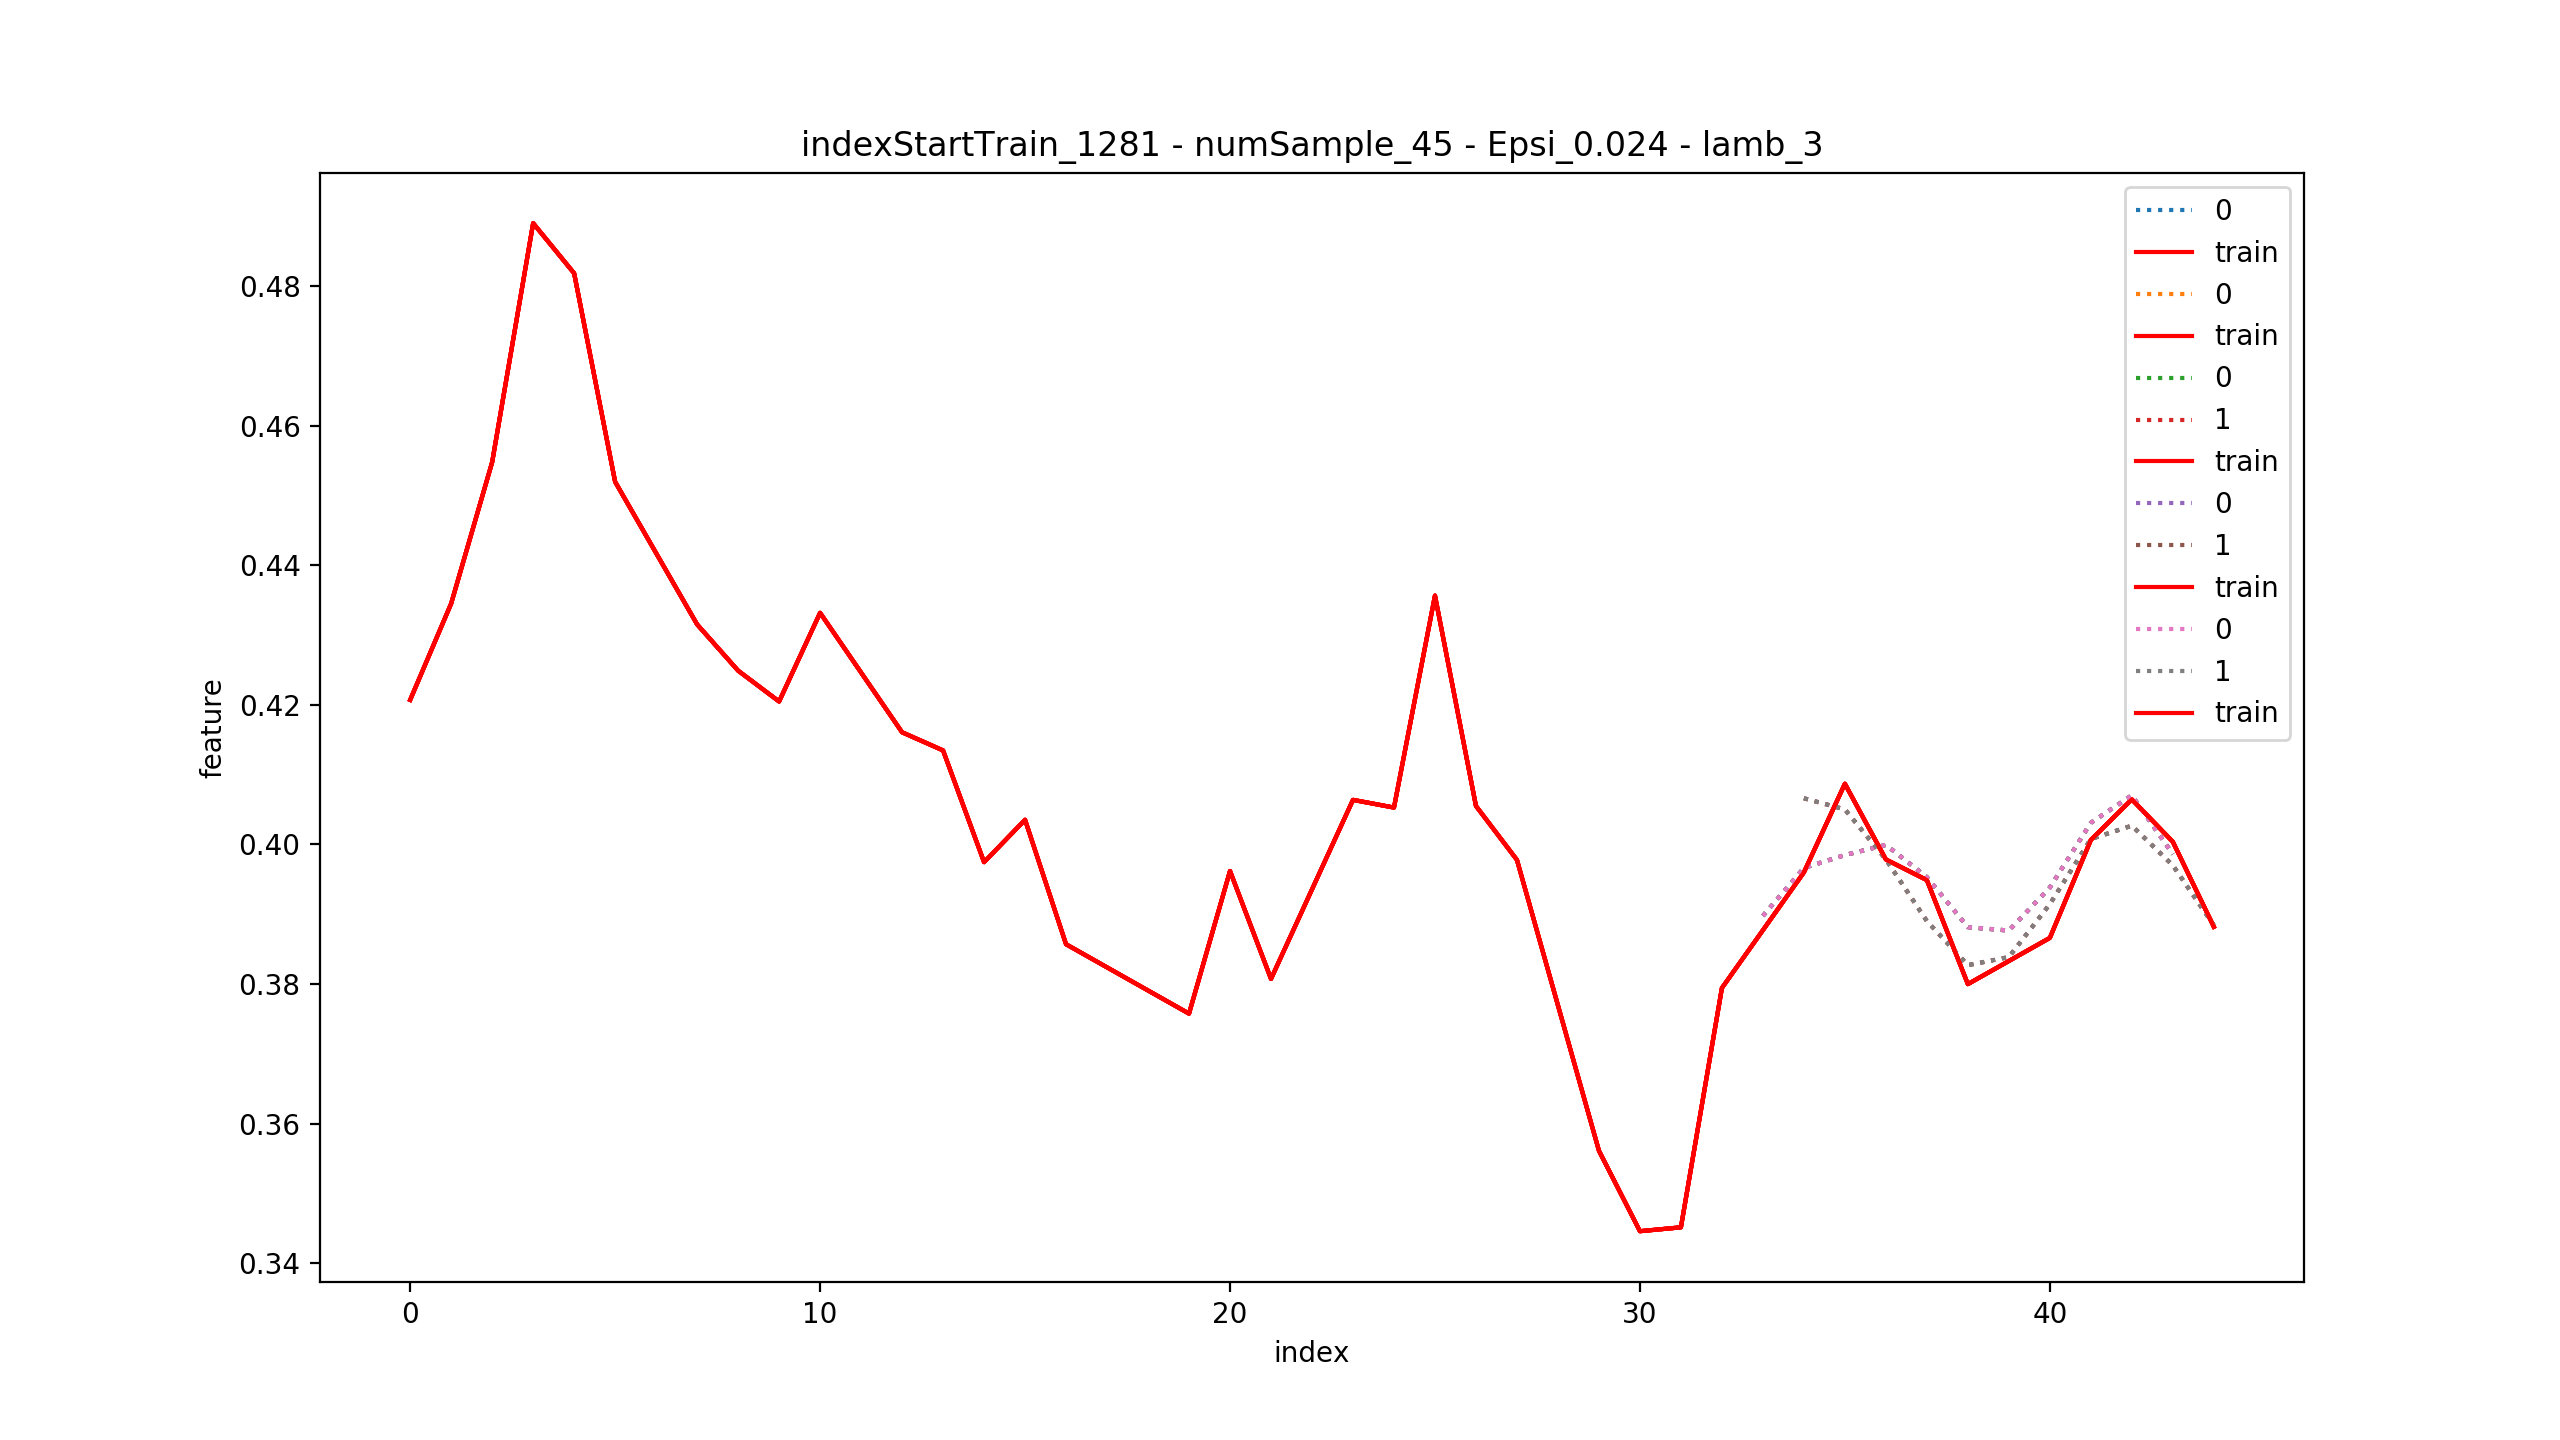 indexStartTrain_1281 - numSample_45 - Epsi_0.024 - lamb_3
0
train
0
train
0
1
train
0
1
train
0
1
train
0.48
0.46
0.44
0.42
0.40
0.38
0.36
0.34
feature
0 10 20 30 40
index